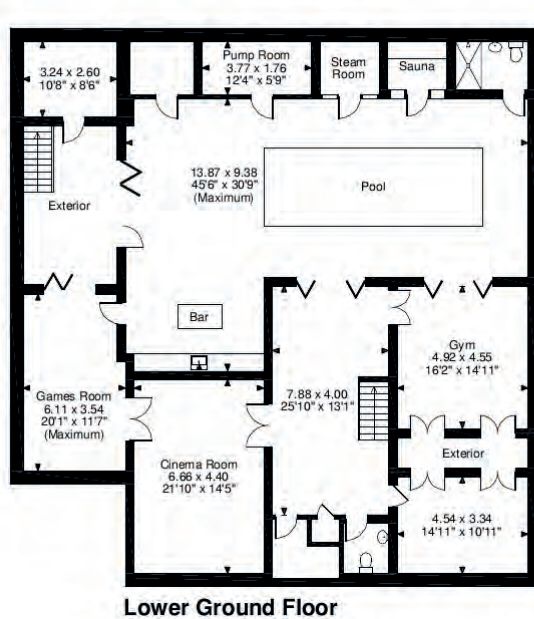 3.24 x 2.60
10'8" x 8'6"
Pump Room
3.77 x 1.76
12'4" x 5'9"
Steam
Room
Sauna
13.87 x 9.38
45'6" x 30'9"
(Maximum)
Pool
Exterior
Bar
Games Room
6.11 x 3.54
20'1" x 11'7"
(Maximum)
7.88 x 4.00
25'10" x 13'1"
Gym
4.92 x 4.55
16'2" x 14'11"
Cinema Room
6.66 x 4.40
21'10" x 14'5"
Exterior
4.54 x 3.34
14'11" x 10'11"
Lower Ground Floor